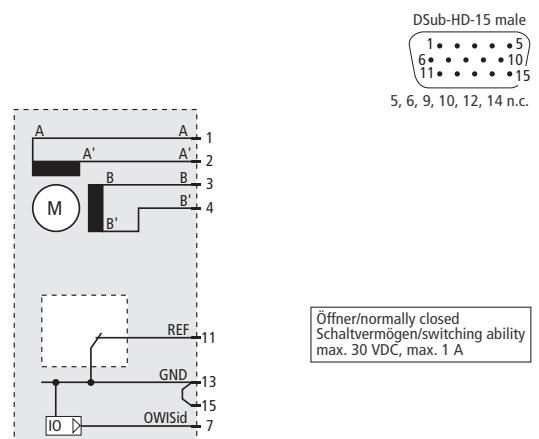 DSub-HD-15 male
1 5
6 10
11 15
5, 6, 9, 10, 12, 14 n.c.
A A 1
A' A' 2
B B 3
M B' 4
B'
REF 11
Öffner/normally closed
Schaltvermögen/switching ability
max. 30 VDC, max. 1 A
GND 13
15
IO OWISid 7